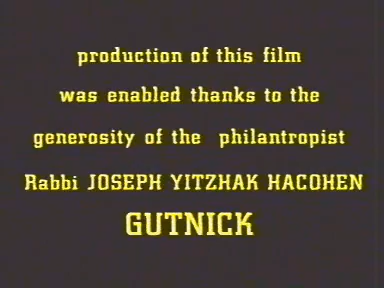 production of this film
was enabled thanks to the
generosity of the philantropist
Rabbi JOSEPH YITZHAK HACOHEN
GUTNICK